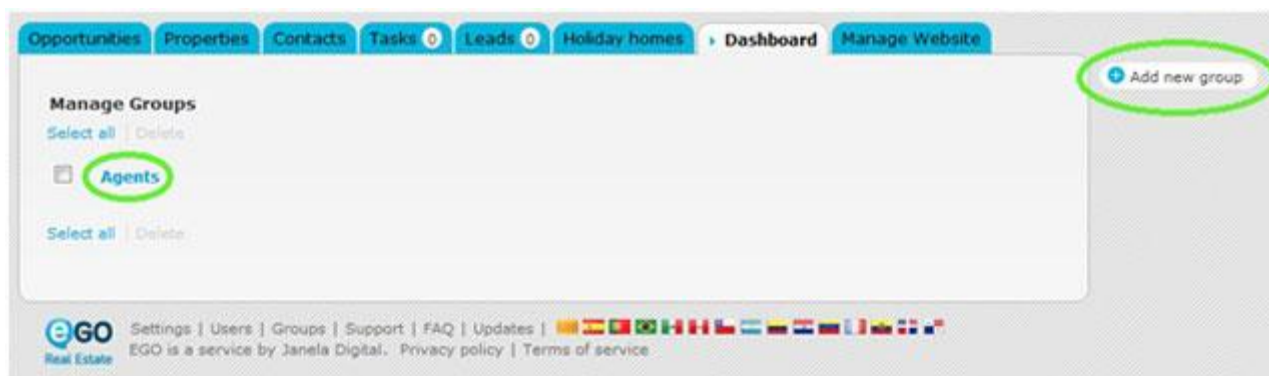 Opportunities Properties Contacts Tasks 0 Leads 0 Holiday homes Dashboard Manage Website
Add new group
Manage Groups
Select all | Delete
Agents
Select all | Delete
eGO Settings | Users | Groups | Support | FAQ | Updates |
Real Estate EGO is a service by Janela Digital. Privacy policy | Terms of service